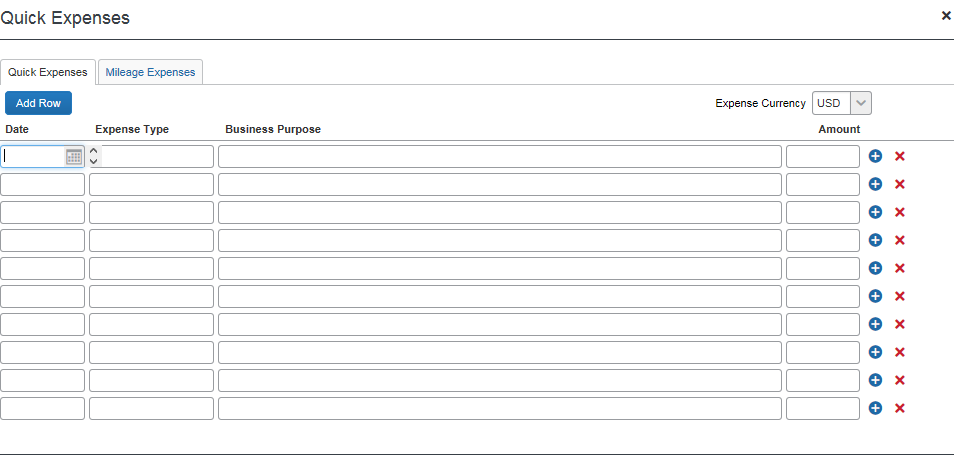 Quick Expenses
Quick Expenses Mileage Expenses
Add Row Expense Currency USD
Date Expense Type Business Purpose Amount